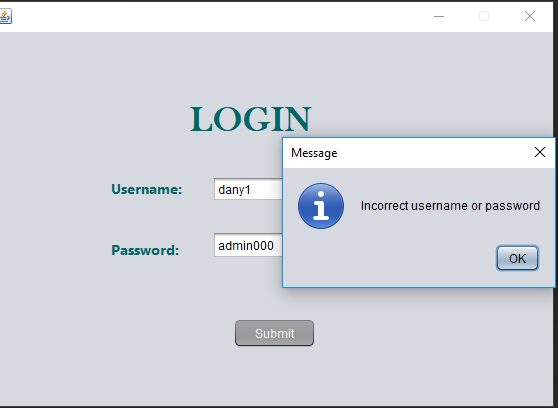 LOGIN
Message
Username:
dany1
Incorrect username or password
Password:
admin000
OK
Submit